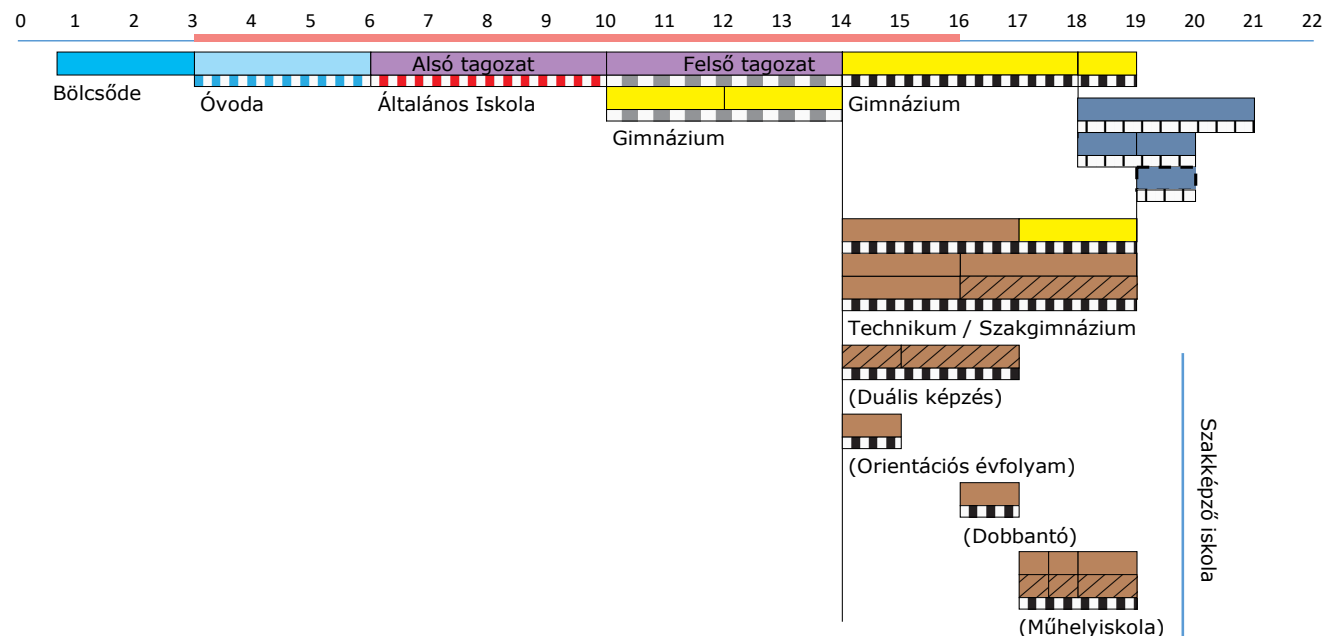 0 1 2 3 4 5 6 7 8 9 10 11 12 13 14 15 16 17 18 19 20 21 22
Alsó tagozat
Felső tagozat
Bölcsőde
Óvoda
Általános Iskola
Gimnázium
Gimnázium
Technikum / Szakgimnázium
(Duális képzés)
(Orientációs évfolyam)
(Dobbantó)
(Műhelyiskola)
Szakképző iskola